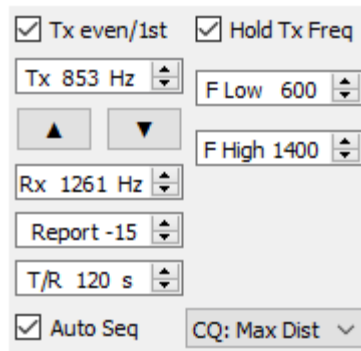 Tx even/1st Hold Tx Freq
Tx 853 Hz
F Low 600
▲ ▼
F High 1400
Rx 1261 Hz
Report -15
T/R 120 s
Auto Seq CQ: Max Dist